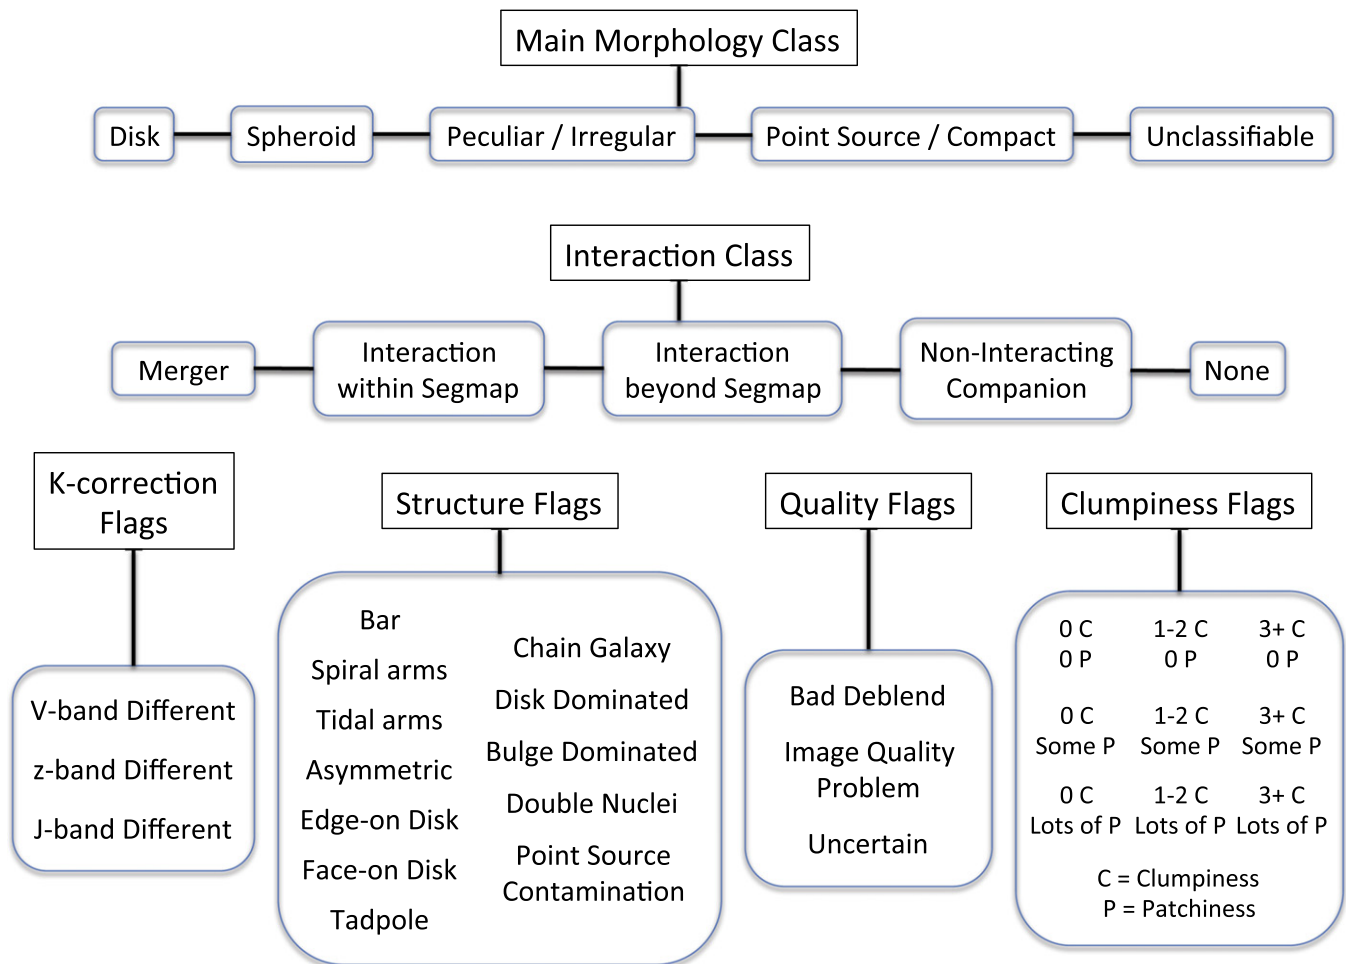 Main Morphology Class
Disk
Spheroid
Peculiar / Irregular
Point Source / Compact
Unclassifiable
Interaction Class
Merger
Interaction
within Segmap
Interaction
beyond Segmap
Non-Interacting
Companion
None
K-correction
Flags
V-band Different
z-band Different
J-band Different
Structure Flags
Bar
Spiral arms
Tidal arms
Asymmetric
Edge-on Disk
Face-on Disk
Tadpole
Chain Galaxy
Disk Dominated
Bulge Dominated
Double Nuclei
Point Source
Contamination
Quality Flags
Bad Deblend
Image Quality
Problem
Uncertain
Clumpiness Flags
0 C 1-2 C 3+ C
0 P 0 P 0 P
0 C 1-2 C 3+ C
Some P Some P Some P
0 C 1-2 C 3+ C
Lots of P Lots of P Lots of P
C = Clumpiness
P = Patchiness